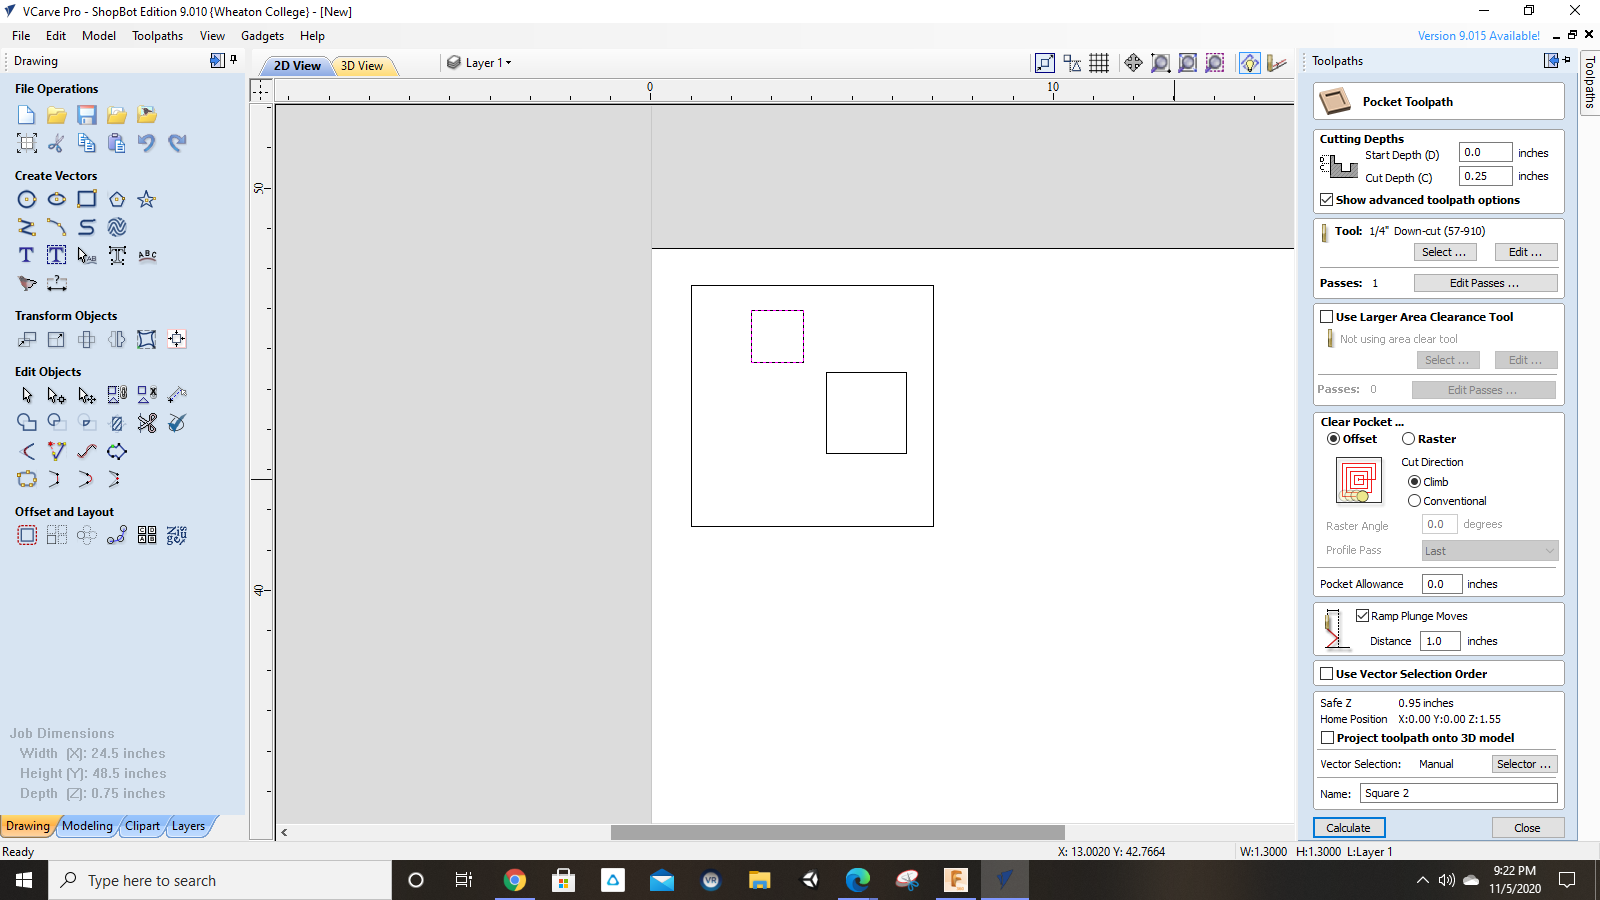 VCarve Pro - ShopBot Edition 9.010 {Wheaton College} - [New]
File Edit Model Toolpaths View Gadgets Help
Version 9.015 Available!
Drawing
File Operations
Create Vectors
Transform Objects
Edit Objects
Offset and Layout
Job Dimensions
Width (X): 24.5 inches
Height (Y): 48.5 inches
Depth (Z): 0.75 inches
Drawing Modeling Clipart Layers
2D View 3D View Layer 1
0 10
50
40
Toolpaths
Toolpaths
Pocket Toolpath
Cutting Depths
Start Depth (D) 0.0 inches
Cut Depth (C) 0.25 inches
Show advanced toolpath options
Tool: 1/4" Down-cut (57-910)
Select ... Edit ...
Passes: 1 Edit Passes ...
Use Larger Area Clearance Tool
Not using area clear tool
Select ... Edit ...
Passes: 0 Edit Passes ...
Clear Pocket ...
Offset Raster
Cut Direction
Climb
Conventional
Raster Angle 0.0 degrees
Profile Pass Last
Pocket Allowance 0.0 inches
Ramp Plunge Moves
Distance 1.0 inches
Use Vector Selection Order
Safe Z 0.95 inches
Home Position X:0.00 Y:0.00 Z:1.55
Project toolpath onto 3D model
Vector Selection: Manual Selector ...
Name: Square 2
Calculate Close
Ready
X: 13.0020 Y: 42.7664
W:1.3000 H:1.3000 L:Layer 1
Type here to search
9:22 PM
11/5/2020